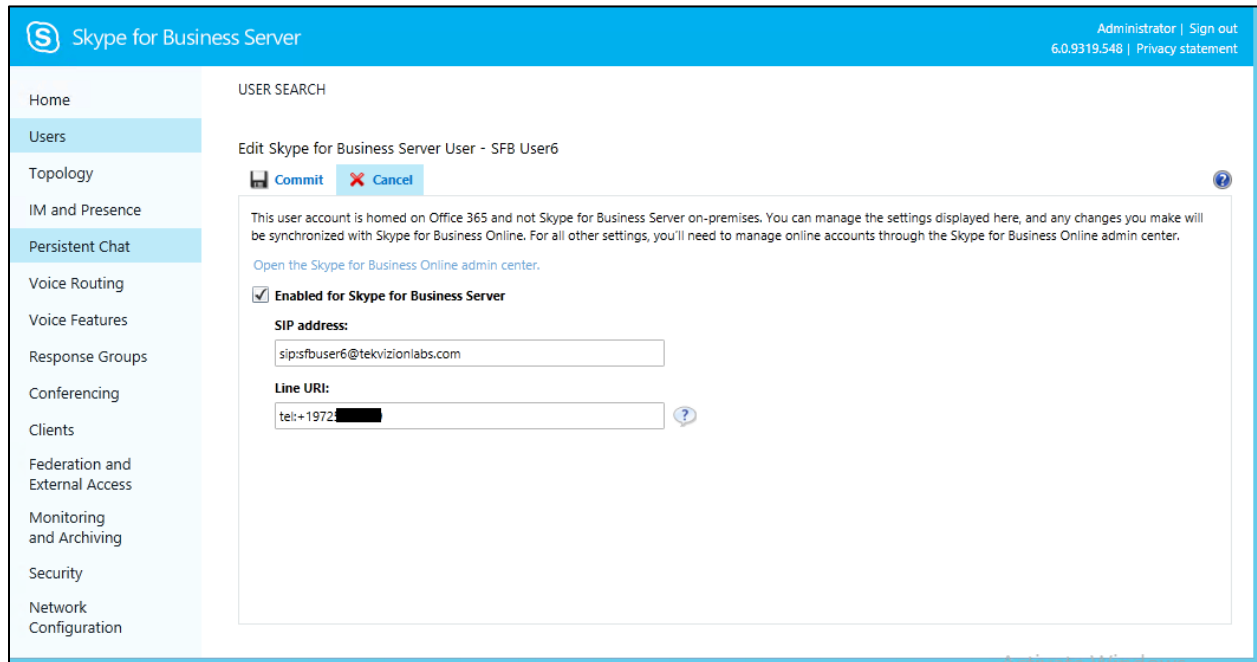 Skype for Business Server
Administrator | Sign out
6.0.9319.548 | Privacy statement
Home
Users
Topology
IM and Presence
Persistent Chat
Voice Routing
Voice Features
Response Groups
Conferencing
Clients
Federation and
External Access
Monitoring
and Archiving
Security
Network
Configuration
USER SEARCH
Edit Skype for Business Server User - SFB User6
Commit
Cancel
This user account is homed on Office 365 and not Skype for Business Server on-premises. You can manage the settings displayed here, and any changes you make will
be synchronized with Skype for Business Online. For all other settings, you'll need to manage online accounts through the Skype for Business Online admin center.
Open the Skype for Business Online admin center.
Enabled for Skype for Business Server
SIP address:
sip:sfbuser6@tekvizionlabs.com
Line URI:
tel:+1972